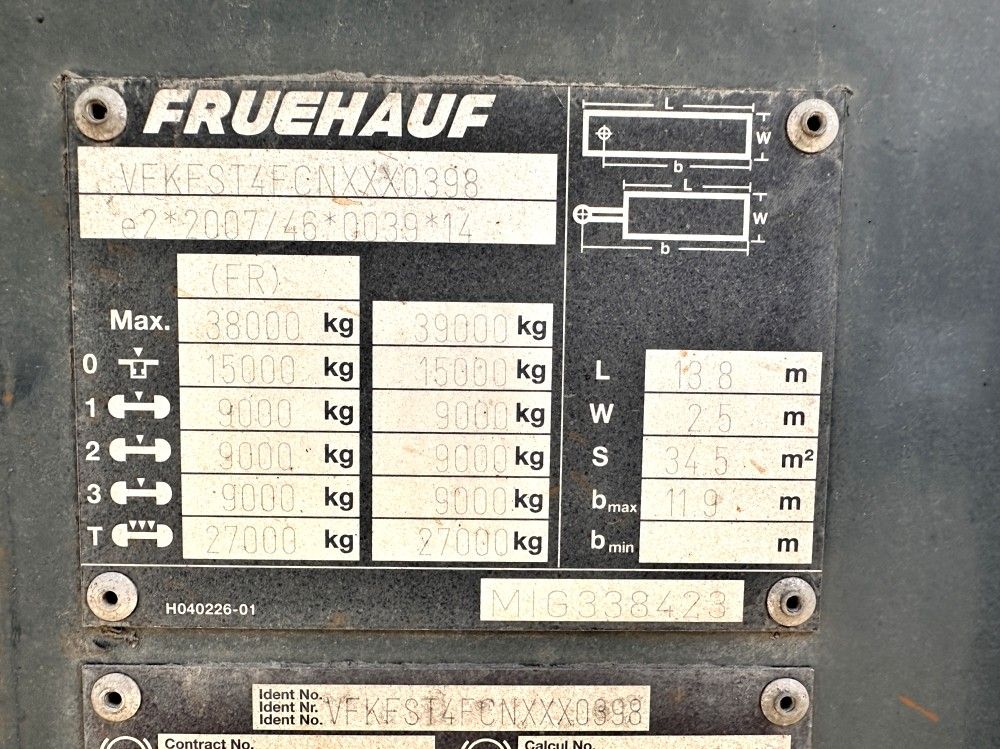 FRUEHAUF
VFKFST4FCNXXX0398
e2*2007/46*0039*14
(FR)
Max. 38000 kg 39000 kg
0 15000 kg 15000 kg
1 9000 kg 9000 kg
2 9000 kg 9000 kg
3 9000 kg 9000 kg
T 27000 kg 27000 kg
L
W
b
L
W
b
L 13.8 m
W 2.5 m
S 34.5 m²
bmax 11.9 m
bmin m
H040226-01
MIG338423
Ident No.
Ident Nr.
Ident No. VFKFST4FCNXXX0398
Contract No. Calcul No.